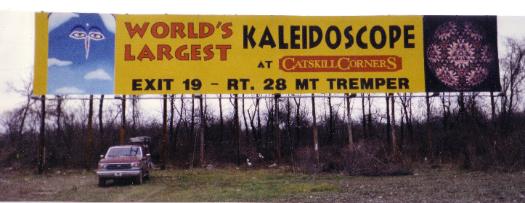 WORLD'S
LARGEST KALEIDOSCOPE
AT CATSKILL CORNERS
EXIT 19 - RT. 28 MT TREMPER